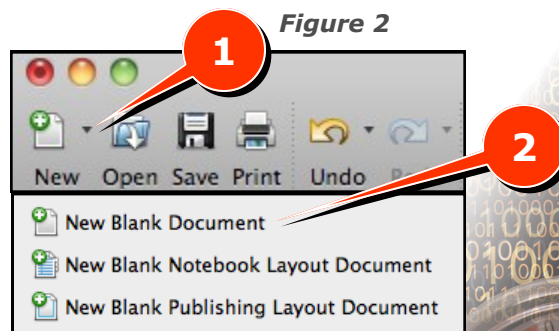 Figure 2
1
New Open Save Print Undo
2
New Blank Document
New Blank Notebook Layout Document
New Blank Publishing Layout Document